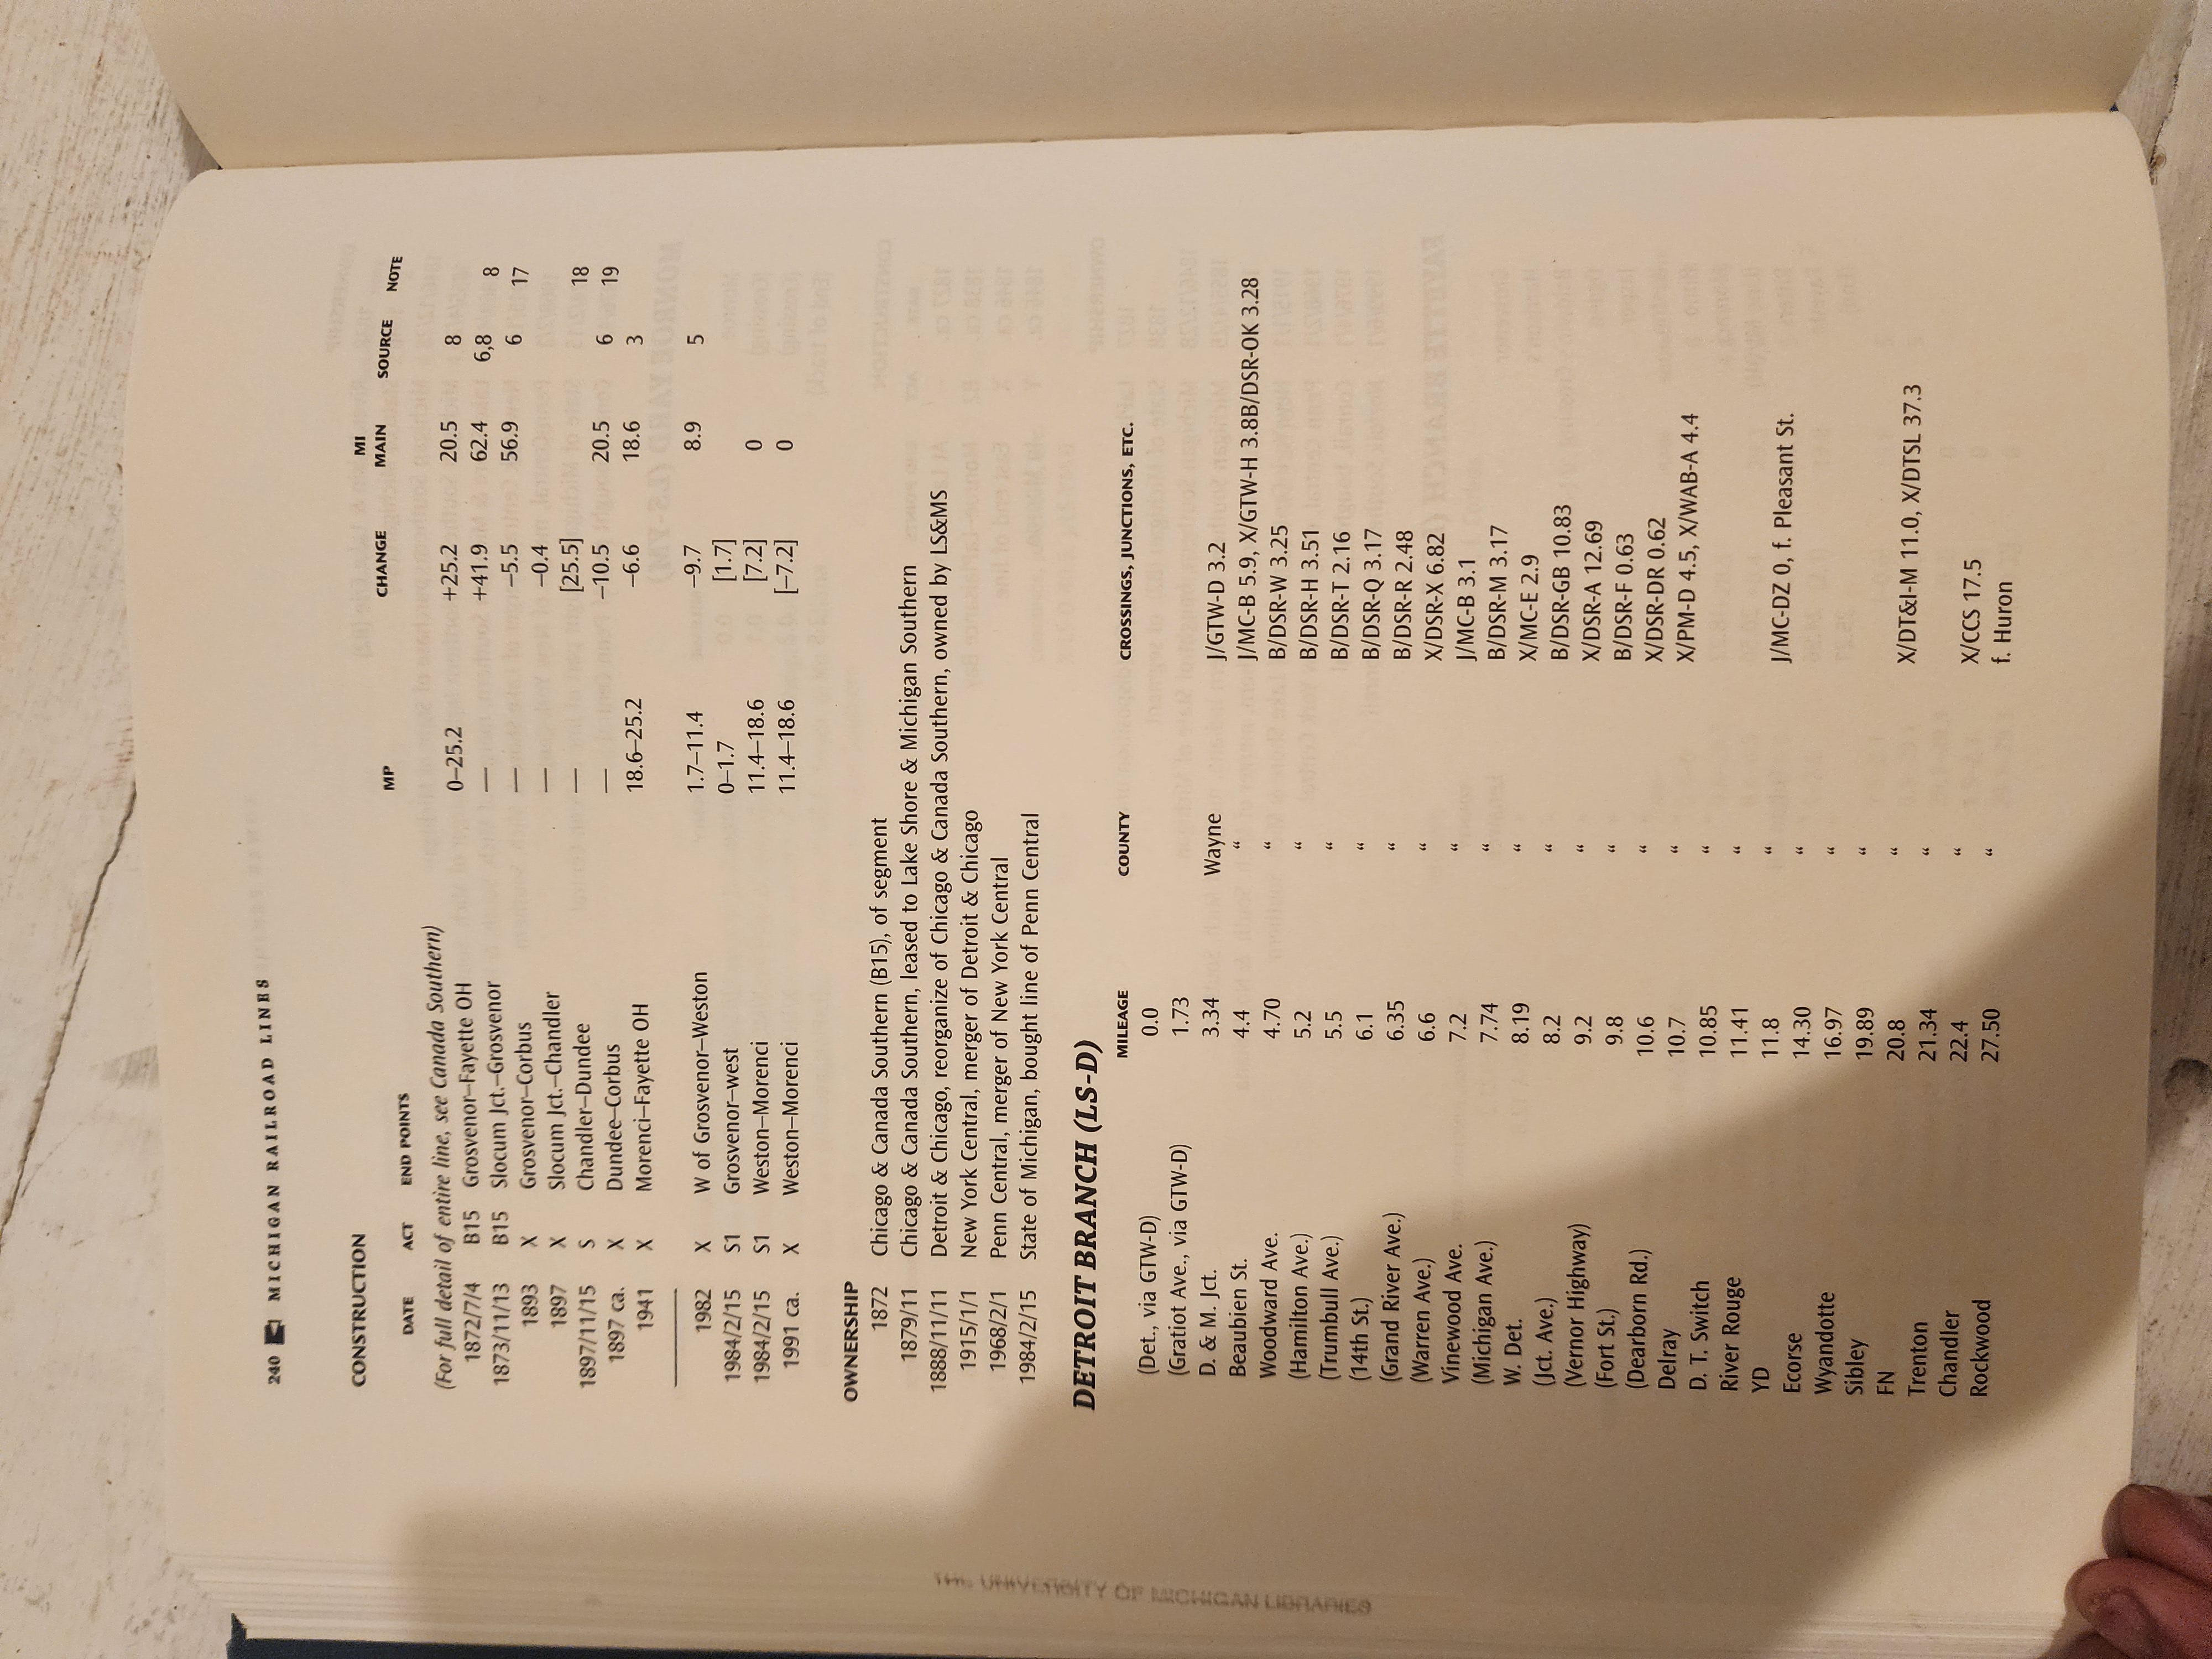 240 MICHIGAN RAILROAD LINES
CONSTRUCTION
DATE ACT END POINTS MP CHANGE MI MAIN SOURCE NOTE
(For full detail of entire line, see Canada Southern)
1872/7/4 B15 Grosvenor–Fayette OH 0–25.2 +25.2 20.5 8
1873/11/13 B15 Slocum Jct.–Grosvenor — +41.9 62.4 6,8 8
1893 X Grosvenor–Corbus — –5.5 56.9 6 17
1897 X Slocum Jct.–Chandler — –0.4
1897/11/15 S Chandler–Dundee — [25.5] 18
1897 ca. X Dundee–Corbus — –10.5 20.5 6 19
1941 X Morenci–Fayette OH 18.6–25.2 –6.6 18.6 3
1982 X W of Grosvenor–Weston 1.7–11.4 –9.7 8.9 5
1984/2/15 S1 Grosvenor–west 0–1.7 [1.7]
1984/2/15 S1 Weston–Morenci 11.4–18.6 [7.2] 0
1991 ca. X Weston–Morenci 11.4–18.6 [–7.2] 0
OWNERSHIP
1872 Chicago & Canada Southern (B15), of segment
1879/11 Chicago & Canada Southern, leased to Lake Shore & Michigan Southern
1888/11/11 Detroit & Chicago, reorganize of Chicago & Canada Southern, owned by LS&MS
1915/1/1 New York Central, merger of Detroit & Chicago
1968/2/1 Penn Central, merger of New York Central
1984/2/15 State of Michigan, bought line of Penn Central
DETROIT BRANCH (LS-D)
MILEAGE COUNTY CROSSINGS, JUNCTIONS, ETC.
(Det., via GTW-D) 0.0
(Gratiot Ave., via GTW-D) 1.73
D. & M. Jct. 3.34 Wayne J/GTW-D 3.2
Beaubien St. 4.4 “ J/MC-B 5.9, X/GTW-H 3.8B/DSR-OK 3.28
Woodward Ave. 4.70 “ B/DSR-W 3.25
(Hamilton Ave.) 5.2 “ B/DSR-H 3.51
(Trumbull Ave.) 5.5 “ B/DSR-T 2.16
(14th St.) 6.1 “ B/DSR-Q 3.17
(Grand River Ave.) 6.35 “ B/DSR-R 2.48
(Warren Ave.) 6.6 “ X/DSR-X 6.82
Vinewood Ave. 7.2 “ J/MC-B 3.1
(Michigan Ave.) 7.74 “ B/DSR-M 3.17
W. Det. 8.19 “ X/MC-E 2.9
(Jct. Ave.) 8.2 “ B/DSR-GB 10.83
(Vernor Highway) 9.2 “ X/DSR-A 12.69
(Fort St.) 9.8 “ B/DSR-F 0.63
(Dearborn Rd.) 10.6 “ X/DSR-DR 0.62
Delray 10.7 “ X/PM-D 4.5, X/WAB-A 4.4
D. T. Switch 10.85 “
River Rouge 11.41 “
YD 11.8 “ J/MC-DZ 0, f. Pleasant St.
Ecorse 14.30 “
Wyandotte 16.97 “
Sibley 19.89 “
FN 20.8 “ X/DT&I-M 11.0, X/DTSL 37.3
Trenton 21.34 “
Chandler 22.4 “ X/CCS 17.5
Rockwood 27.50 “ f. Huron
THE UNIVERSITY OF MICHIGAN LIBRARIES